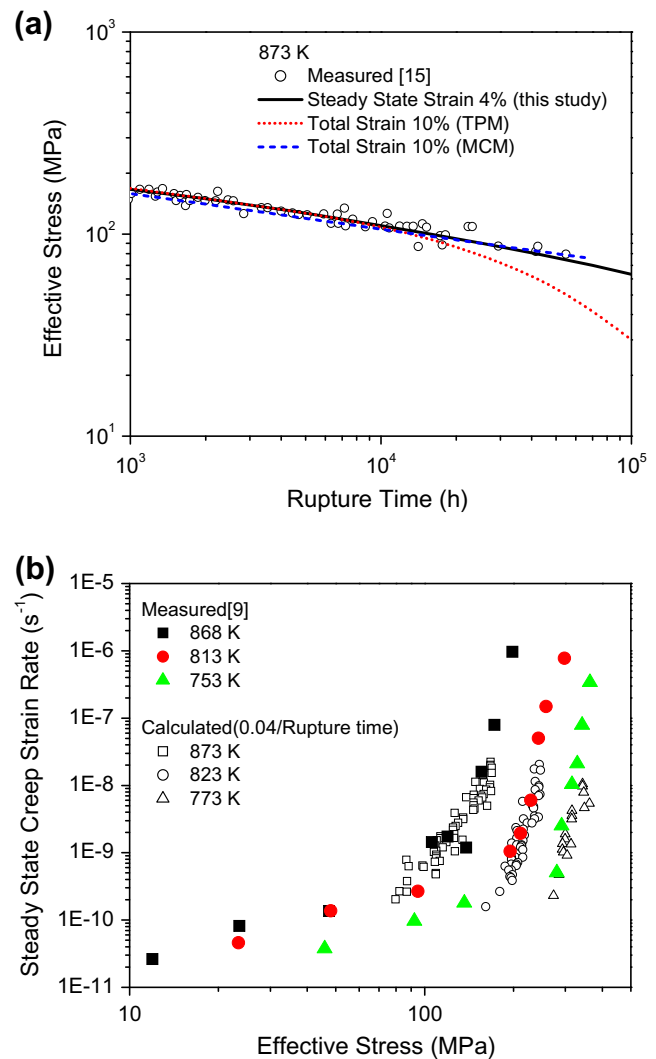 (a)
10³
873 K
Measured [15]
Steady State Strain 4% (this study)
Total Strain 10% (TPM)
Total Strain 10% (MCM)
Effective Stress (MPa)
10²
10¹
10³
10⁴
10⁵
Rupture Time (h)
(b)
1E-5
Measured[9]
868 K
813 K
753 K
Calculated(0.04/Rupture time)
873 K
823 K
773 K
Steady State Creep Strain Rate (s⁻¹)
1E-6
1E-7
1E-8
1E-9
1E-10
1E-11
10
100
Effective Stress (MPa)